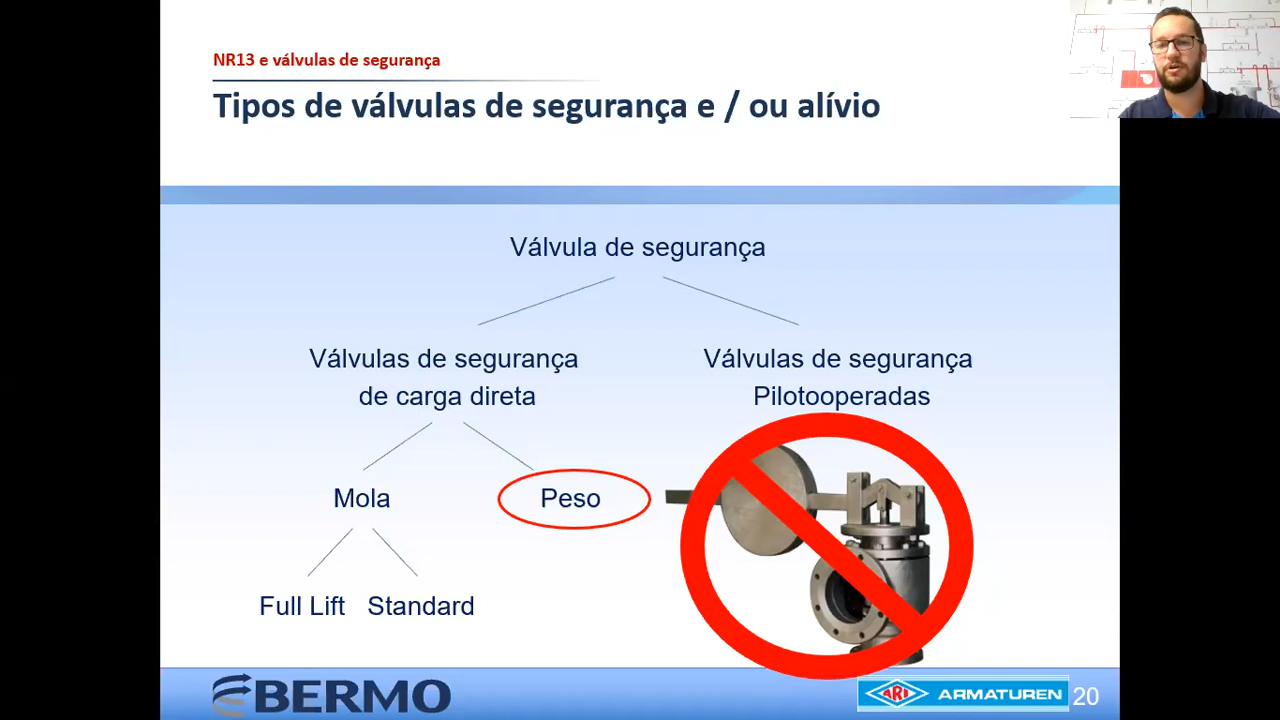 NR13 e válvulas de segurança
Tipos de válvulas de segurança e / ou alívio
Válvula de segurança
Válvulas de segurança
de carga direta
Válvulas de segurança
Pilotooperadas
Mola
Peso
Full Lift
Standard
BERMO
ARI ARMATUREN
20